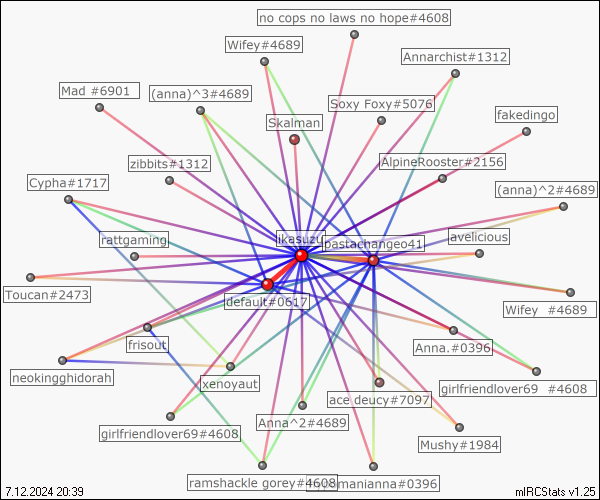 no cops no laws no hope#4608
Wifey#4689
Annarchist#1312
Mad #6901
(anna)^3#4689
Soxy Foxy#5076
Skalman
fakedingo
zibbits#1312
AlpineRooster#2156
Cypha#1717
(anna)^2#4689
rattgaming
ikasuzu
pastachangeo41
avelicious
Toucan#2473
default#0617
Wifey  #4689
frisout
Anna.#0396
neokingghidorah
xenoyaut
ace deucy#7097
girlfriendlover69  #4608
girlfriendlover69#4608
Anna^2#4689
Mushy#1984
ramshackle gorey#4608
manianna#0396
7.12.2024 20:39
mIRCStats v1.25